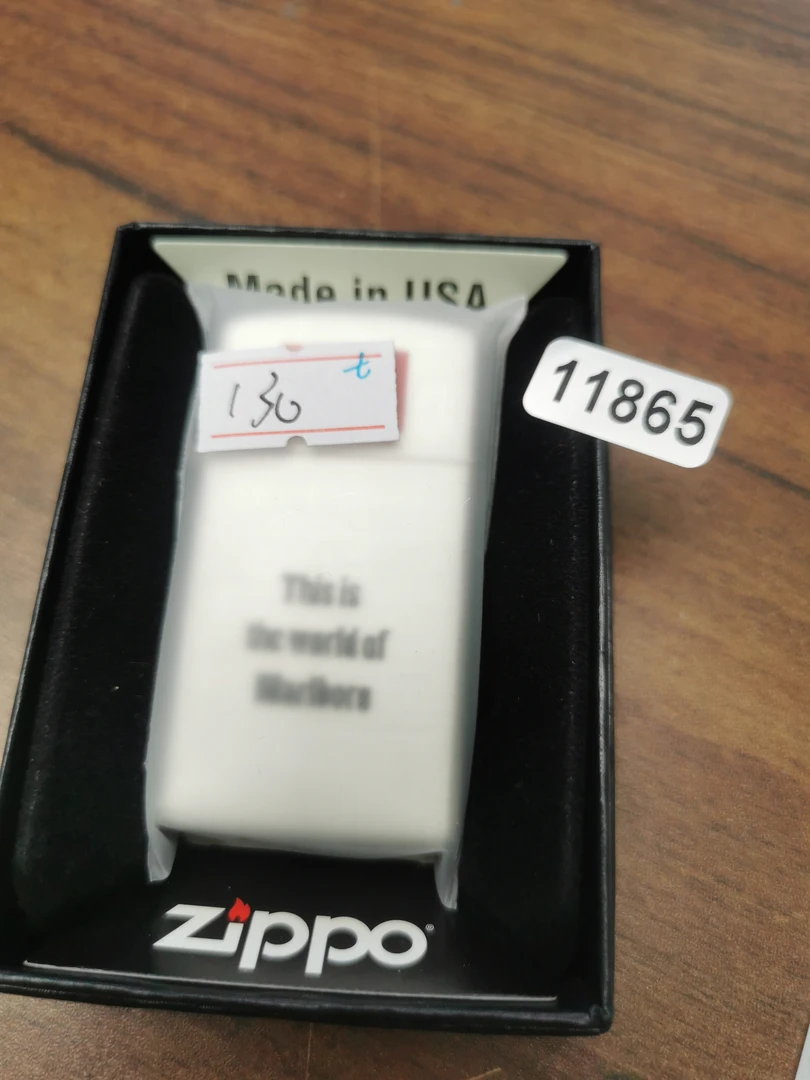 Made in USA
130 t
11865
This is
the world of
Marlboro
zippo®